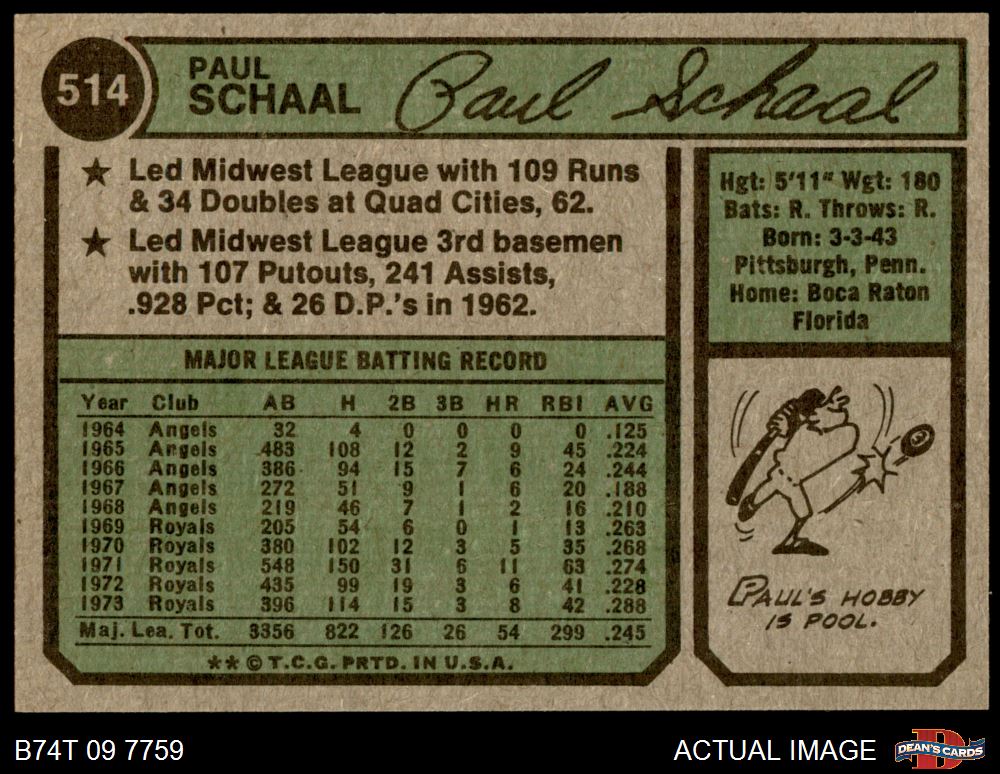 514
PAUL
SCHAAL
Paul Schaal
★ Led Midwest League with 109 Runs
& 34 Doubles at Quad Cities, 62.
★ Led Midwest League 3rd basemen
with 107 Putouts, 241 Assists,
.928 Pct; & 26 D.P.'s in 1962.
Hgt: 5'11" Wgt: 180
Bats: R. Throws: R.
Born: 3-3-43
Pittsburgh, Penn.
Home: Boca Raton
Florida
MAJOR LEAGUE BATTING RECORD
Year Club AB H 2B 3B HR RBI AVG
1964 Angels 32 4 0 0 0 0 .125
1965 Angels 483 108 12 2 9 45 .224
1966 Angels 386 94 15 7 6 24 .244
1967 Angels 272 51 9 1 6 20 .188
1968 Angels 219 46 7 1 2 16 .210
1969 Royals 205 54 6 0 1 13 .263
1970 Royals 380 102 12 3 5 35 .268
1971 Royals 548 150 31 6 11 63 .274
1972 Royals 435 99 19 3 6 41 .228
1973 Royals 396 114 15 3 8 42 .288
Maj. Lea. Tot. 3356 822 126 26 54 299 .245
** © T.C.G. PRTD. IN U.S.A.
PAUL'S HOBBY
IS POOL.
B74T 09 7759
ACTUAL IMAGE
DEAN'S CARDS